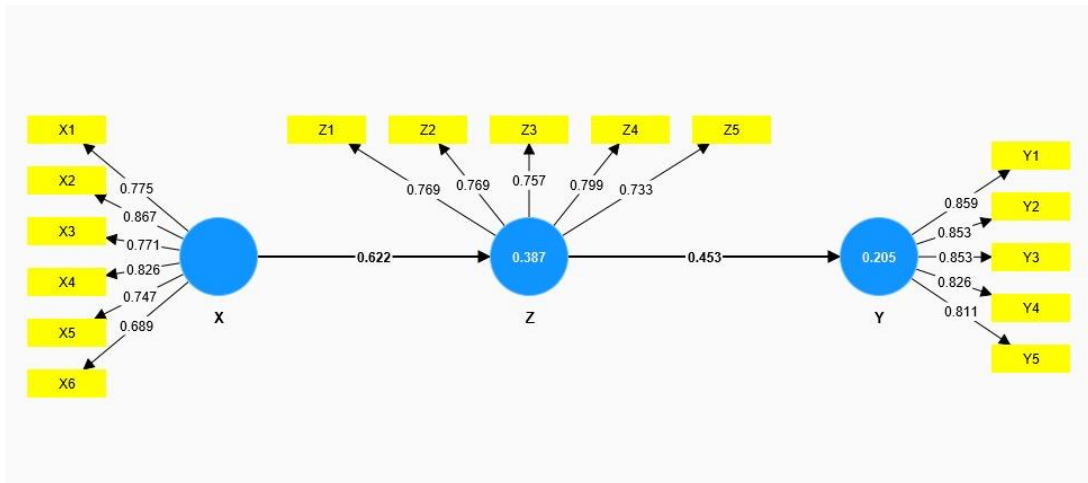 X1
X2
X3
X4
X5
X6
0.775
0.867
0.771
0.826
0.747
0.689
X
0.622
Z1
Z2
Z3
Z4
Z5
0.769
0.769
0.757
0.799
0.733
0.387
Z
0.453
0.205
Y
0.859
0.853
0.853
0.826
0.811
Y1
Y2
Y3
Y4
Y5